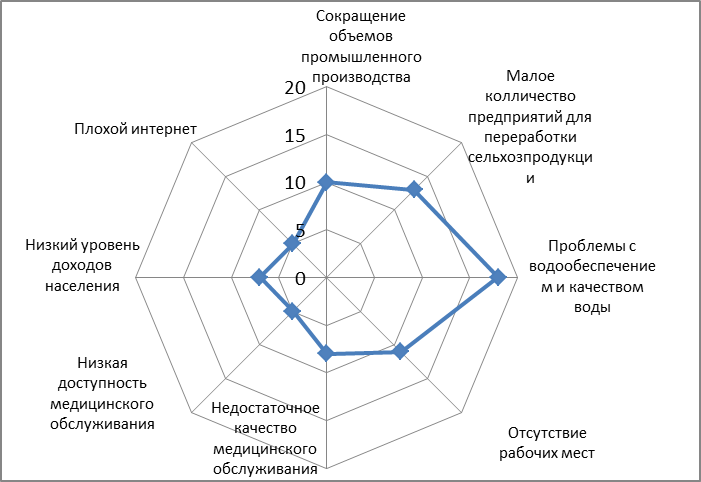 Сокращение
объемов
промышленного
производства
Малое
колличество
предприятий для
переработки
сельхозпродукци
и
Проблемы с
водообеспечение
м и качеством
воды
Отсутствие
рабочих мест
Недостаточное
качество
медицинского
обслуживания
Низкая
доступность
медицинского
обслуживания
Низкий уровень
доходов
населения
Плохой интернет
20
15
10
5
0